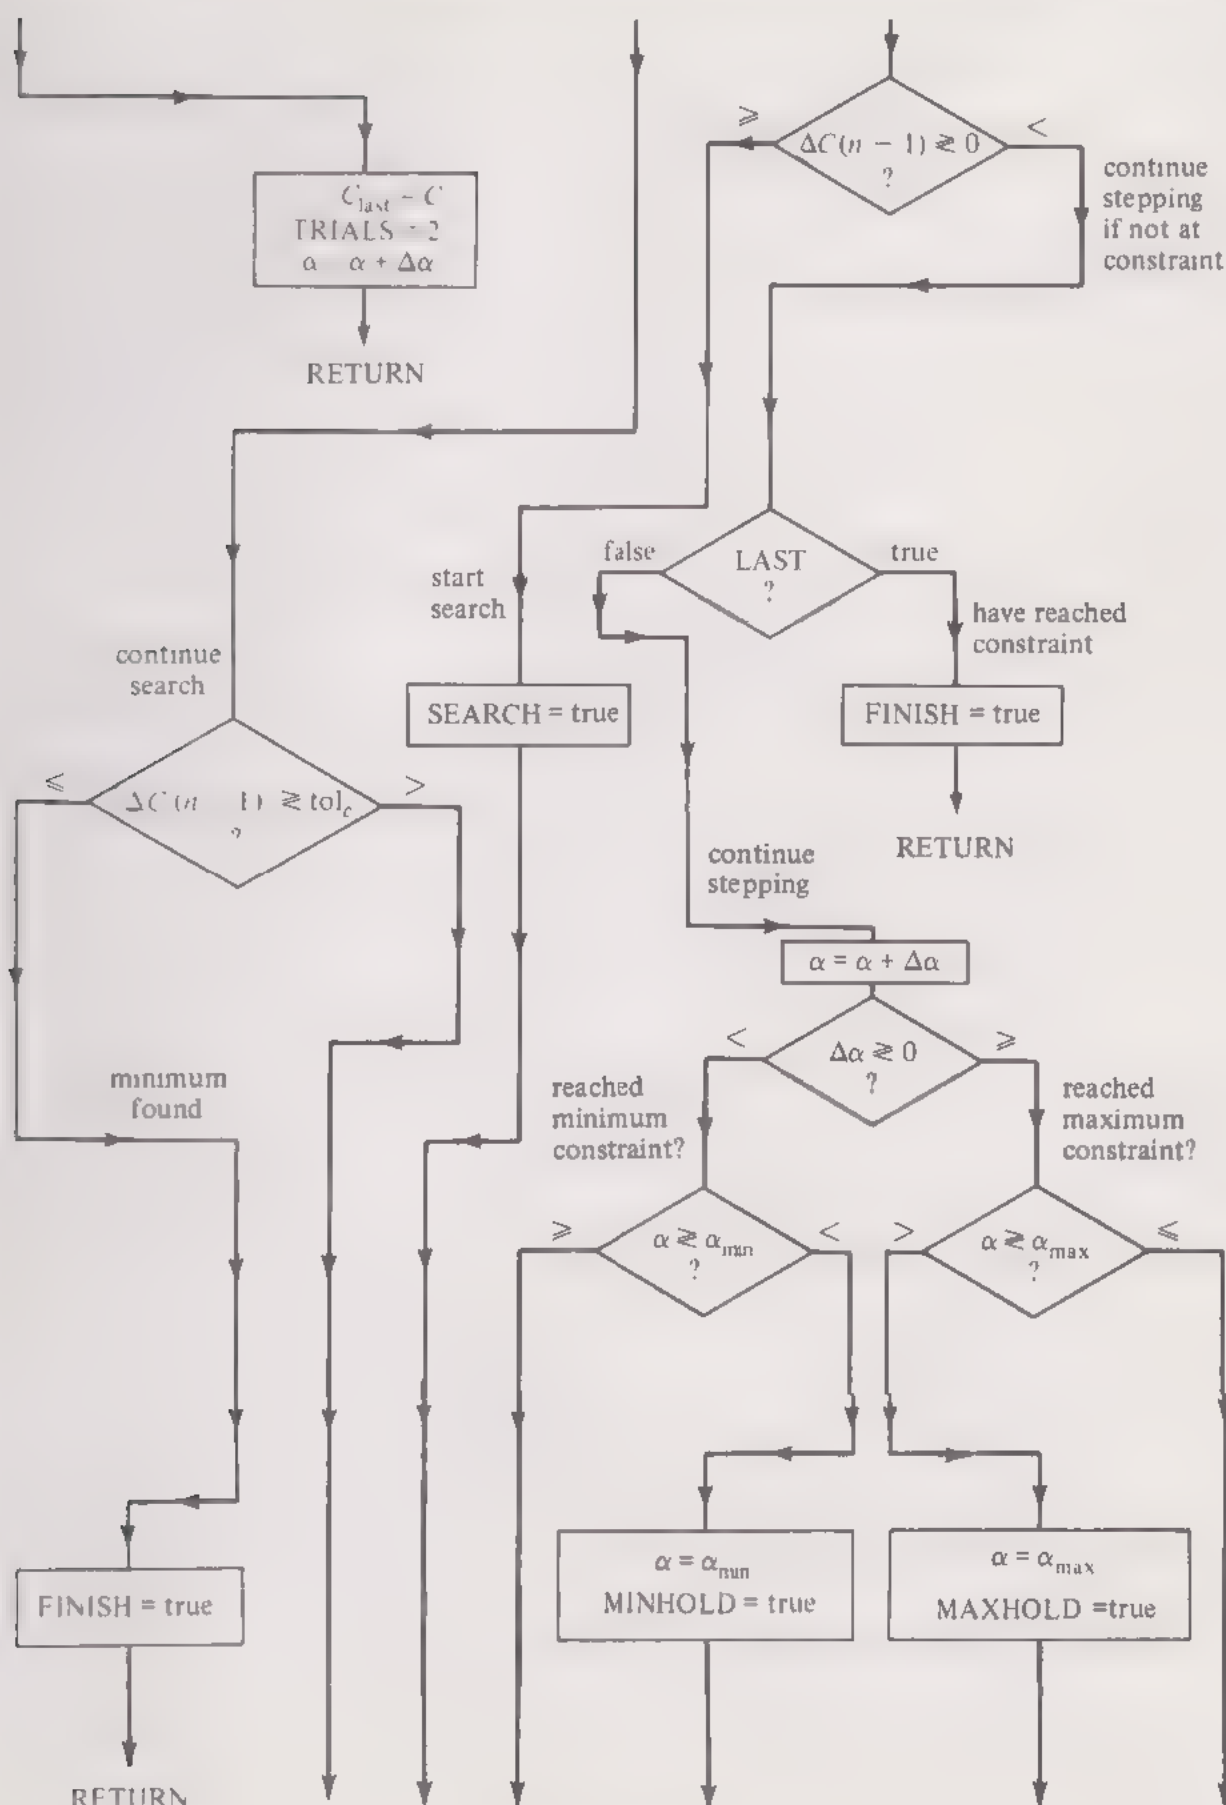 ≥
ΔC(n − 1) ≷ 0
?
<
continue
stepping
if not at
constraint
C_last = C
TRIALS = 2
α = α + Δα
RETURN
false
LAST
?
true
start
search
have reached
constraint
continue
search
SEARCH = true
FINISH = true
≤
ΔC(n − 1) ≷ tol_c
?
>
RETURN
continue
stepping
α = α + Δα
<
Δα ≷ 0
?
≥
minimum
found
reached
minimum
constraint?
reached
maximum
constraint?
≥
α ≷ α_min
?
<
>
α ≷ α_max
?
≤
α = α_min
MINHOLD = true
α = α_max
MAXHOLD =true
FINISH = true
RETURN